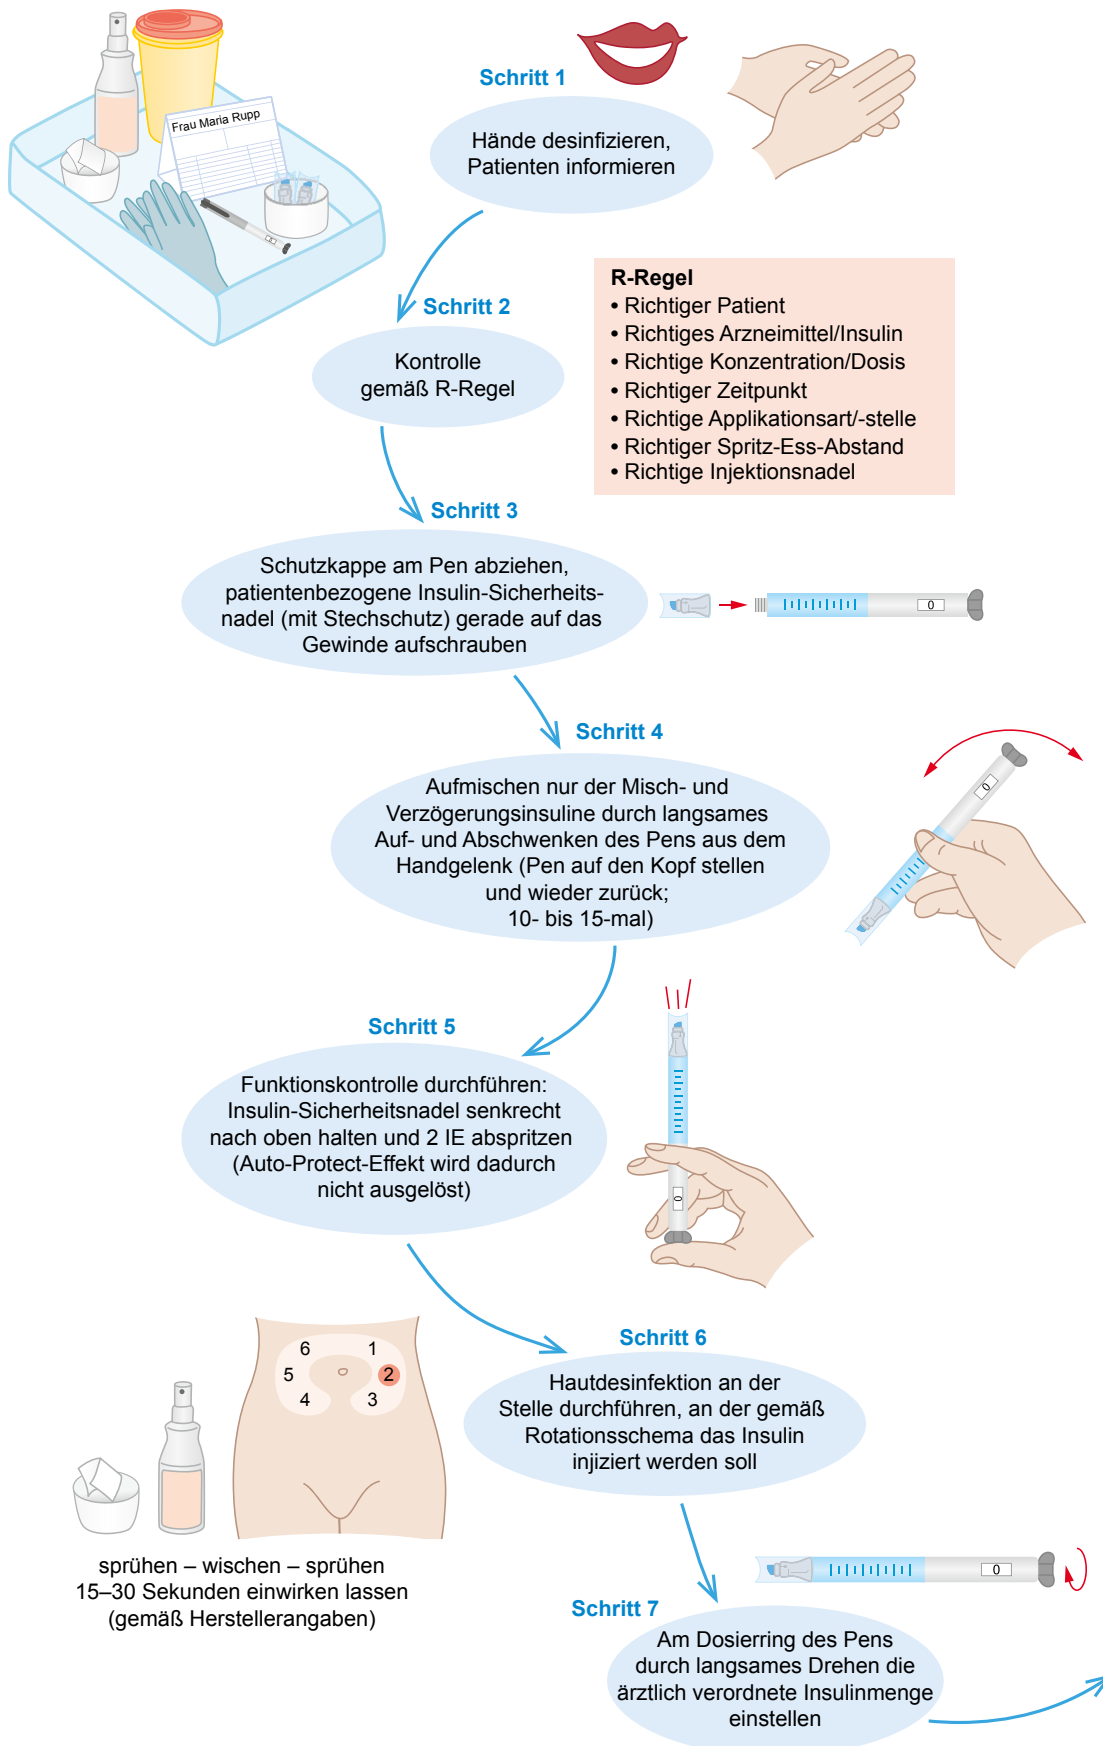 Frau Maria Rupp
Schritt 1
Hände desinfizieren,
Patienten informieren
Schritt 2
Kontrolle
gemäß R-Regel
R-Regel
• Richtiger Patient
• Richtiges Arzneimittel/Insulin
• Richtige Konzentration/Dosis
• Richtiger Zeitpunkt
• Richtige Applikationsart/-stelle
• Richtiger Spritz-Ess-Abstand
• Richtige Injektionsnadel
Schritt 3
Schutzkappe am Pen abziehen,
patientenbezogene Insulin-Sicherheits-
nadel (mit Stechschutz) gerade auf das
Gewinde aufschrauben
0
Schritt 4
Aufmischen nur der Misch- und
Verzögerungsinsuline durch langsames
Auf- und Abschwenken des Pens aus dem
Handgelenk (Pen auf den Kopf stellen
und wieder zurück;
10- bis 15-mal)
0
Schritt 5
Funktionskontrolle durchführen:
Insulin-Sicherheitsnadel senkrecht
nach oben halten und 2 IE abspritzen
(Auto-Protect-Effekt wird dadurch
nicht ausgelöst)
0
6 1
5 2
4 3
sprühen – wischen – sprühen
15–30 Sekunden einwirken lassen
(gemäß Herstellerangaben)
Schritt 6
Hautdesinfektion an der
Stelle durchführen, an der gemäß
Rotationsschema das Insulin
injiziert werden soll
0
Schritt 7
Am Dosierring des Pens
durch langsames Drehen die
ärztlich verordnete Insulinmenge
einstellen